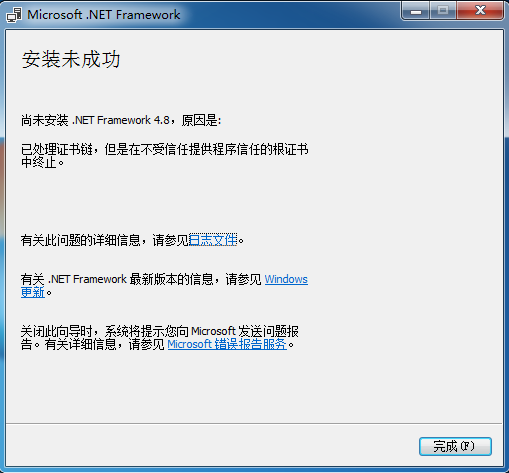 Microsoft .NET Framework
安装未成功
尚未安装 .NET Framework 4.8，原因是:
已处理证书链，但是在不受信任提供程序信任的根证书
中终止。
有关此问题的详细信息，请参见日志文件。
有关 .NET Framework 最新版本的信息，请参见 Windows
更新。
关闭此向导时，系统将提示您向 Microsoft 发送问题报
告。有关详细信息，请参见 Microsoft 错误报告服务。
完成(F)